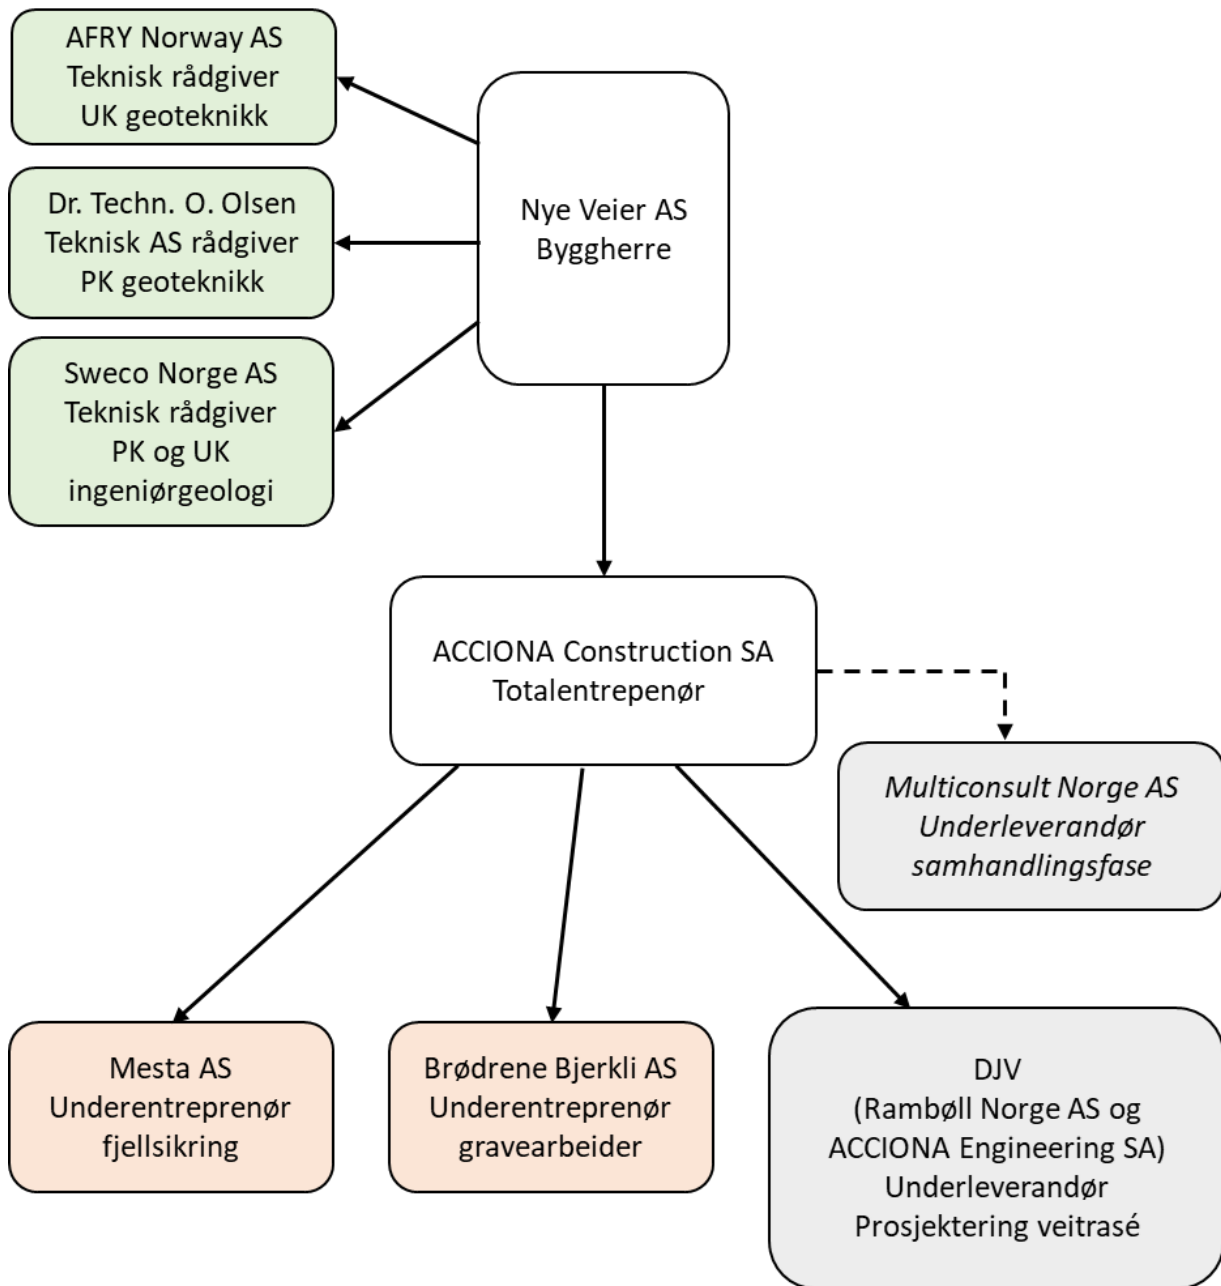 AFRY Norway AS
Teknisk rådgiver
UK geoteknikk
Dr. Techn. O. Olsen
Teknisk AS rådgiver
PK geoteknikk
Sweco Norge AS
Teknisk rådgiver
PK og UK
ingeniørgeologi
Nye Veier AS
Byggherre
ACCIONA Construction SA
Totalentrepenør
Multiconsult Norge AS
Underleverandør
samhandlingsfase
Mesta AS
Underentreprenør
fjellsikring
Brødrene Bjerkli AS
Underentreprenør
gravearbeider
DJV
(Rambøll Norge AS og
ACCIONA Engineering SA)
Underleverandør
Prosjektering veitrasé